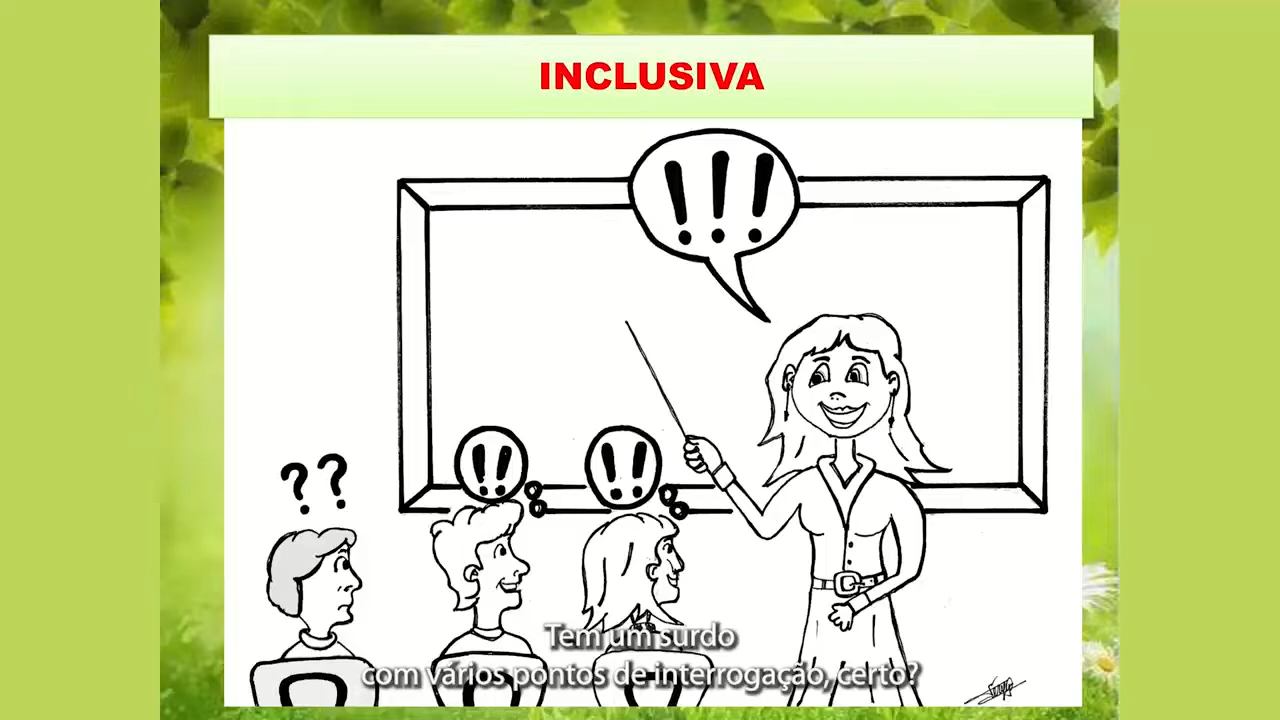 INCLUSIVA
!!!
?? !! !!
Tem um surdo
com vários pontos de interrogação, certo?